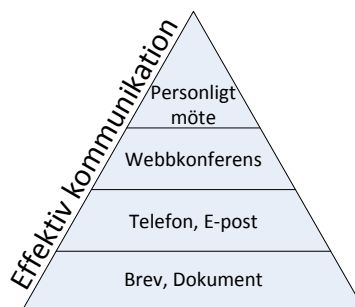 Effektiv kommunikation
Personligt
möte
Webbkonferens
Telefon, E-post
Brev, Dokument